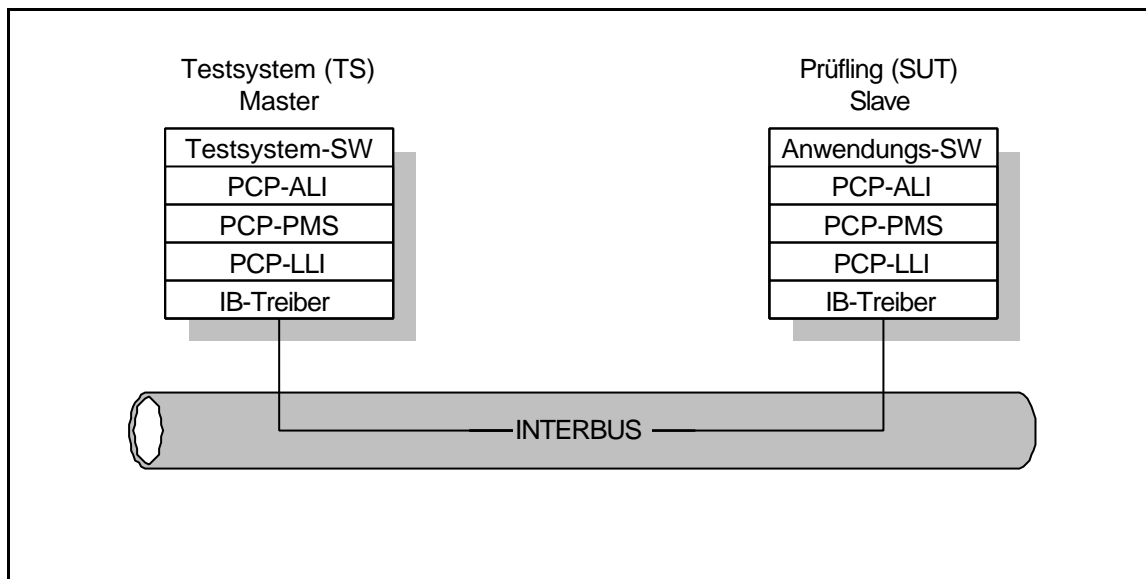 Testsystem (TS)
Master
Testsystem-SW
PCP-ALI
PCP-PMS
PCP-LLI
IB-Treiber
Prüfling (SUT)
Slave
Anwendungs-SW
PCP-ALI
PCP-PMS
PCP-LLI
IB-Treiber
INTERBUS